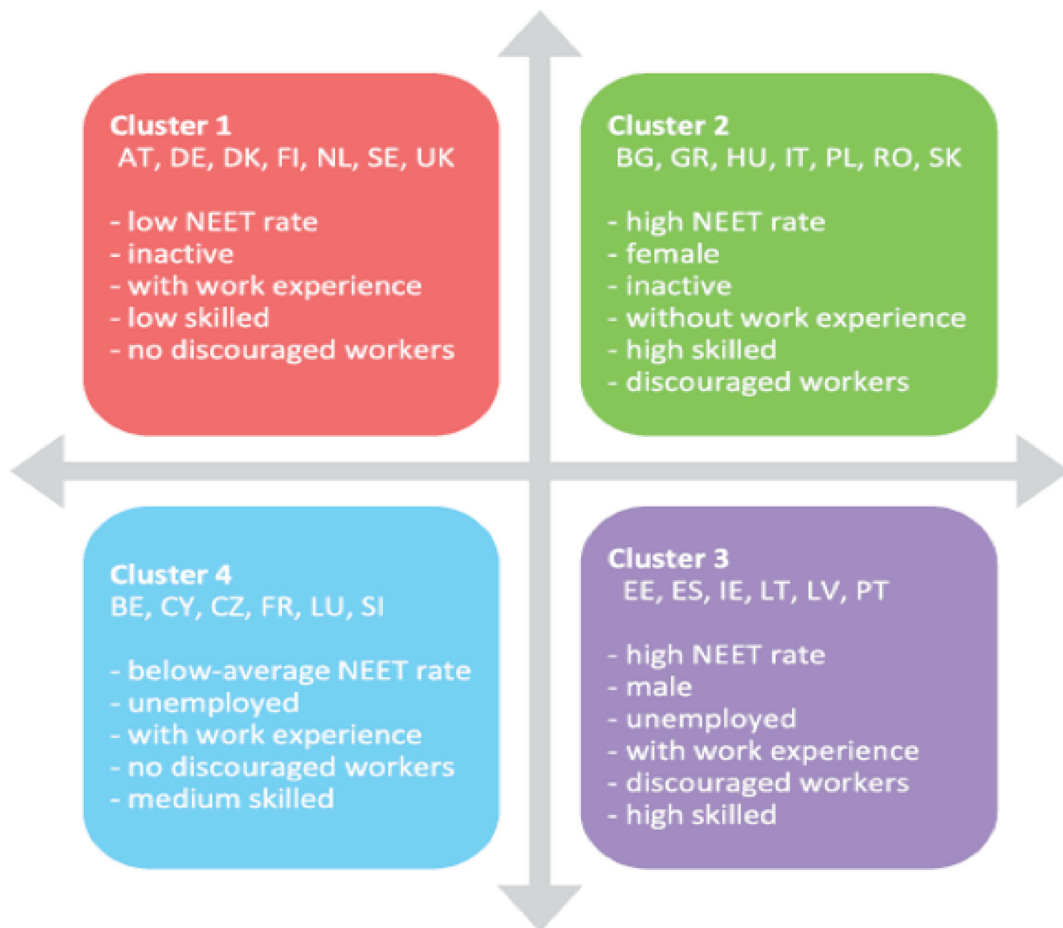 Cluster 1
AT, DE, DK, FI, NL, SE, UK
- low NEET rate
- inactive
- with work experience
- low skilled
- no discouraged workers
Cluster 2
BG, GR, HU, IT, PL, RO, SK
- high NEET rate
- female
- inactive
- without work experience
- high skilled
- discouraged workers
Cluster 4
BE, CY, CZ, FR, LU, SI
- below-average NEET rate
- unemployed
- with work experience
- no discouraged workers
- medium skilled
Cluster 3
EE, ES, IE, LT, LV, PT
- high NEET rate
- male
- unemployed
- with work experience
- discouraged workers
- high skilled